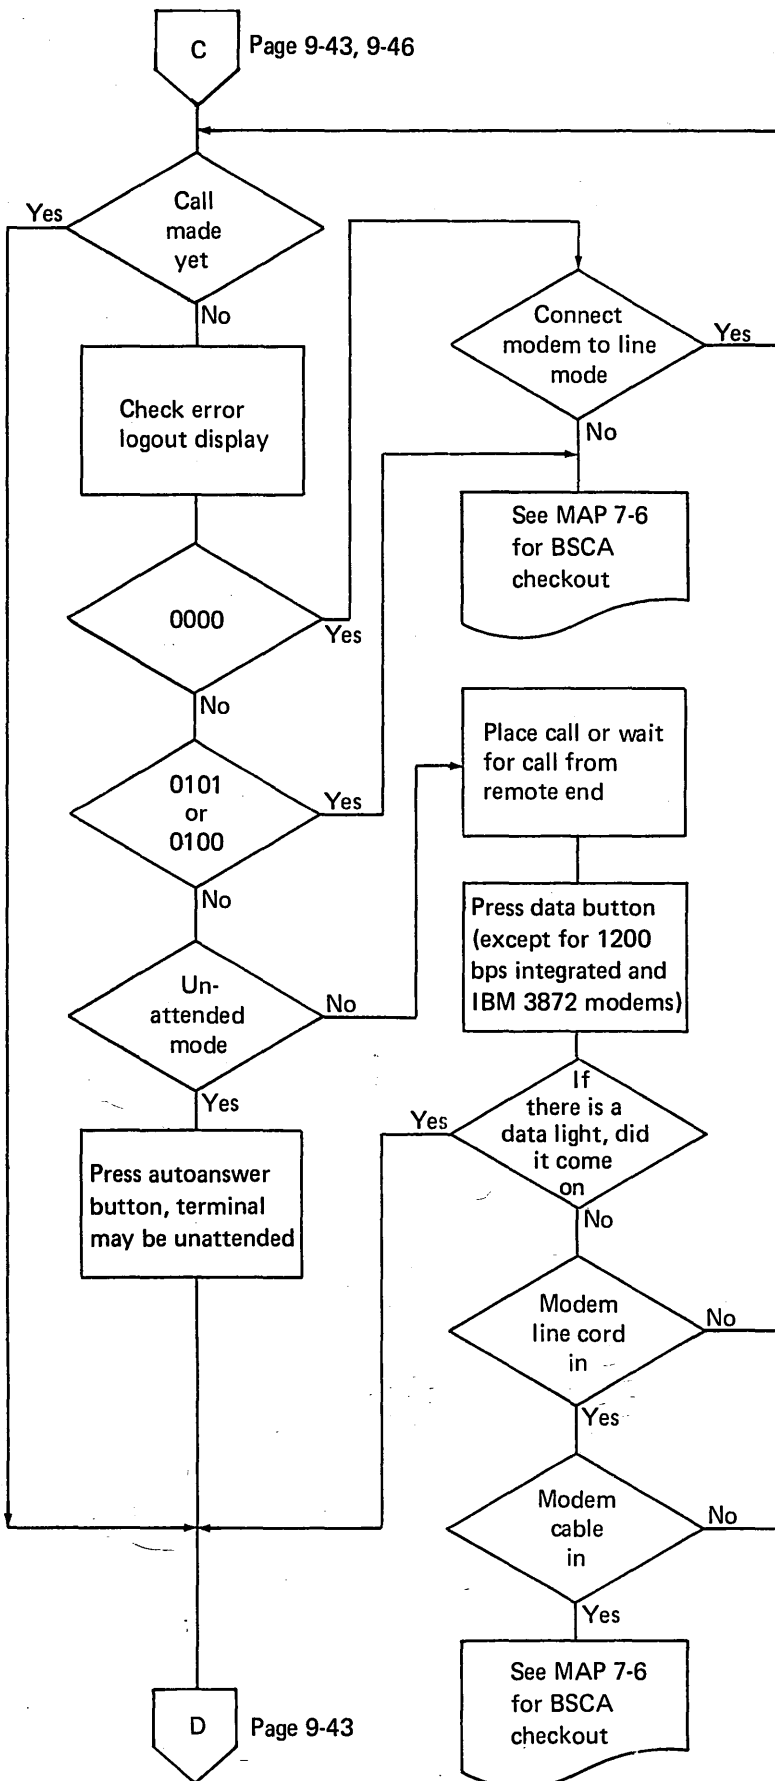 C
Page 9-43, 9-46
Call
made
yet
Yes
No
Check error
logout display
0000
Yes
No
0101
or
0100
Yes
No
Un-
attended
mode
No
Yes
Press autoanswer
button, terminal
may be unattended
D
Page 9-43
Connect
modem to line
mode
Yes
No
See MAP 7-6
for BSCA
checkout
Place call or wait
for call from
remote end
Press data button
(except for 1200
bps integrated and
IBM 3872 modems)
If
there is a
data light, did
it come
on
Yes
No
Modem
line cord
in
No
Yes
Modem
cable
in
No
Yes
See MAP 7-6
for BSCA
checkout